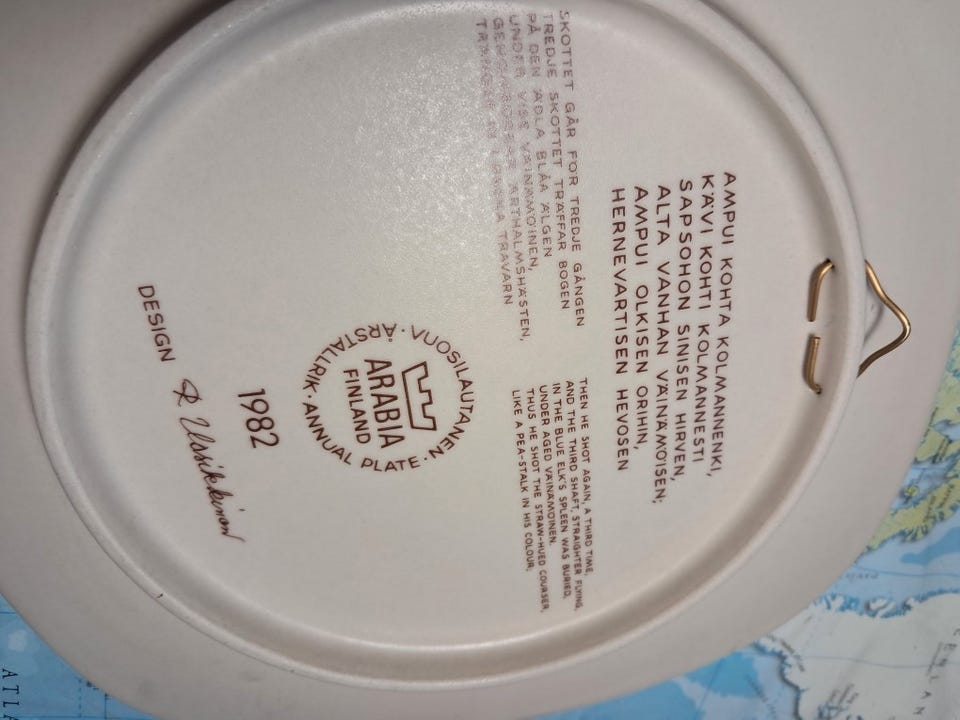 AMPUI KOHTA KOLMANNENKI,
KÄVI KOHTI KOLMANNESTI
SAPSOHON SINISEN HIRVEN,
ALTA VANHAN VÄINÄMÖISEN;
AMPUI OLKISEN ORIHIN,
HERNEVARTISEN HEVOSEN
SKOTTET GÅR FÖR TREDJE GÅNGEN
TREDJE SKOTTET TRÄFFAR BOGEN
PÅ DEN ÄDLA BLÅA ÄLGEN
UNDER VISE VÄINÄMÖINEN,
ÄRTHALMSHÄSTEN,
TRAVARN
THEN HE SHOT AGAIN, A THIRD TIME,
AND THE THIRD SHAFT, STRAIGHTER FLYING,
IN THE BLUE ELK'S SPLEEN WAS BURIED,
UNDER AGED VÄINÄMÖINEN.
THUS HE SHOT THE STRAW-HUED COURSER,
LIKE A PEA-STALK IN HIS COLOUR.
VUOSILAUTANEN · ANNUAL PLATE · ÅRSTALLRIK ·
ARABIA
FINLAND
1982
DESIGN R Uosikkinen
ATLA